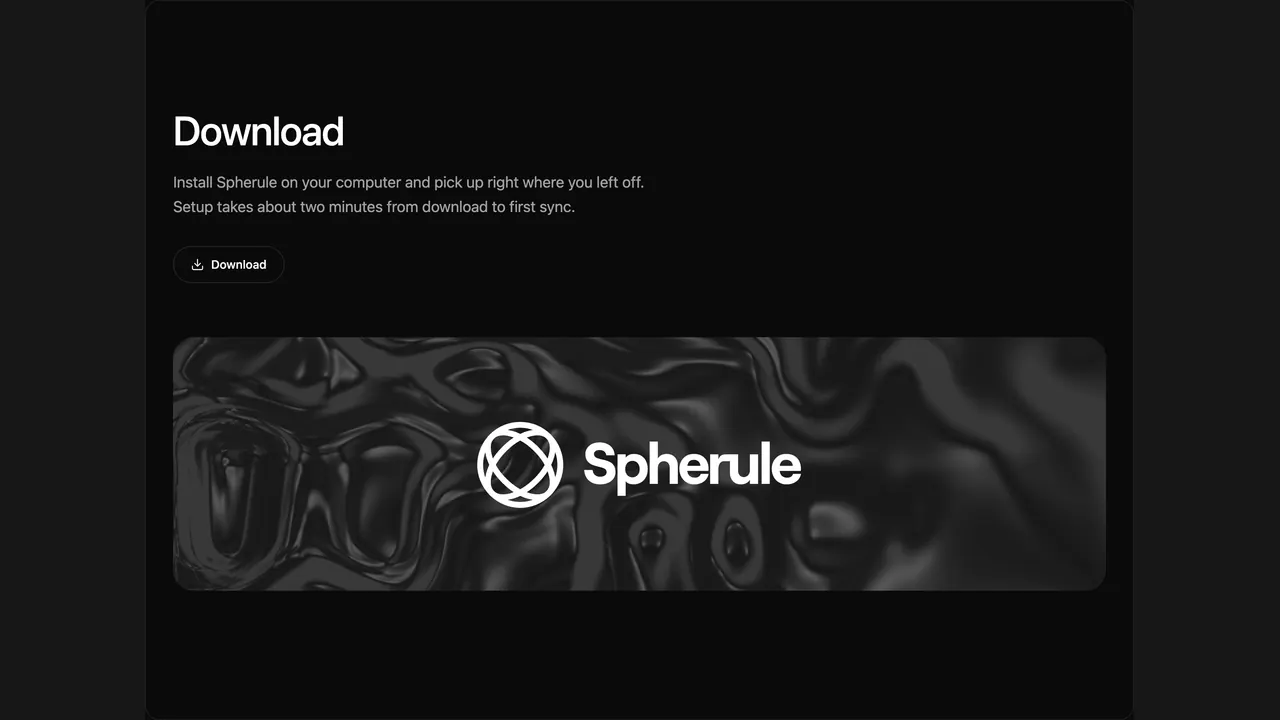 Download
Install Spherule on your computer and pick up right where you left off.
Setup takes about two minutes from download to first sync.
Download
Spherule